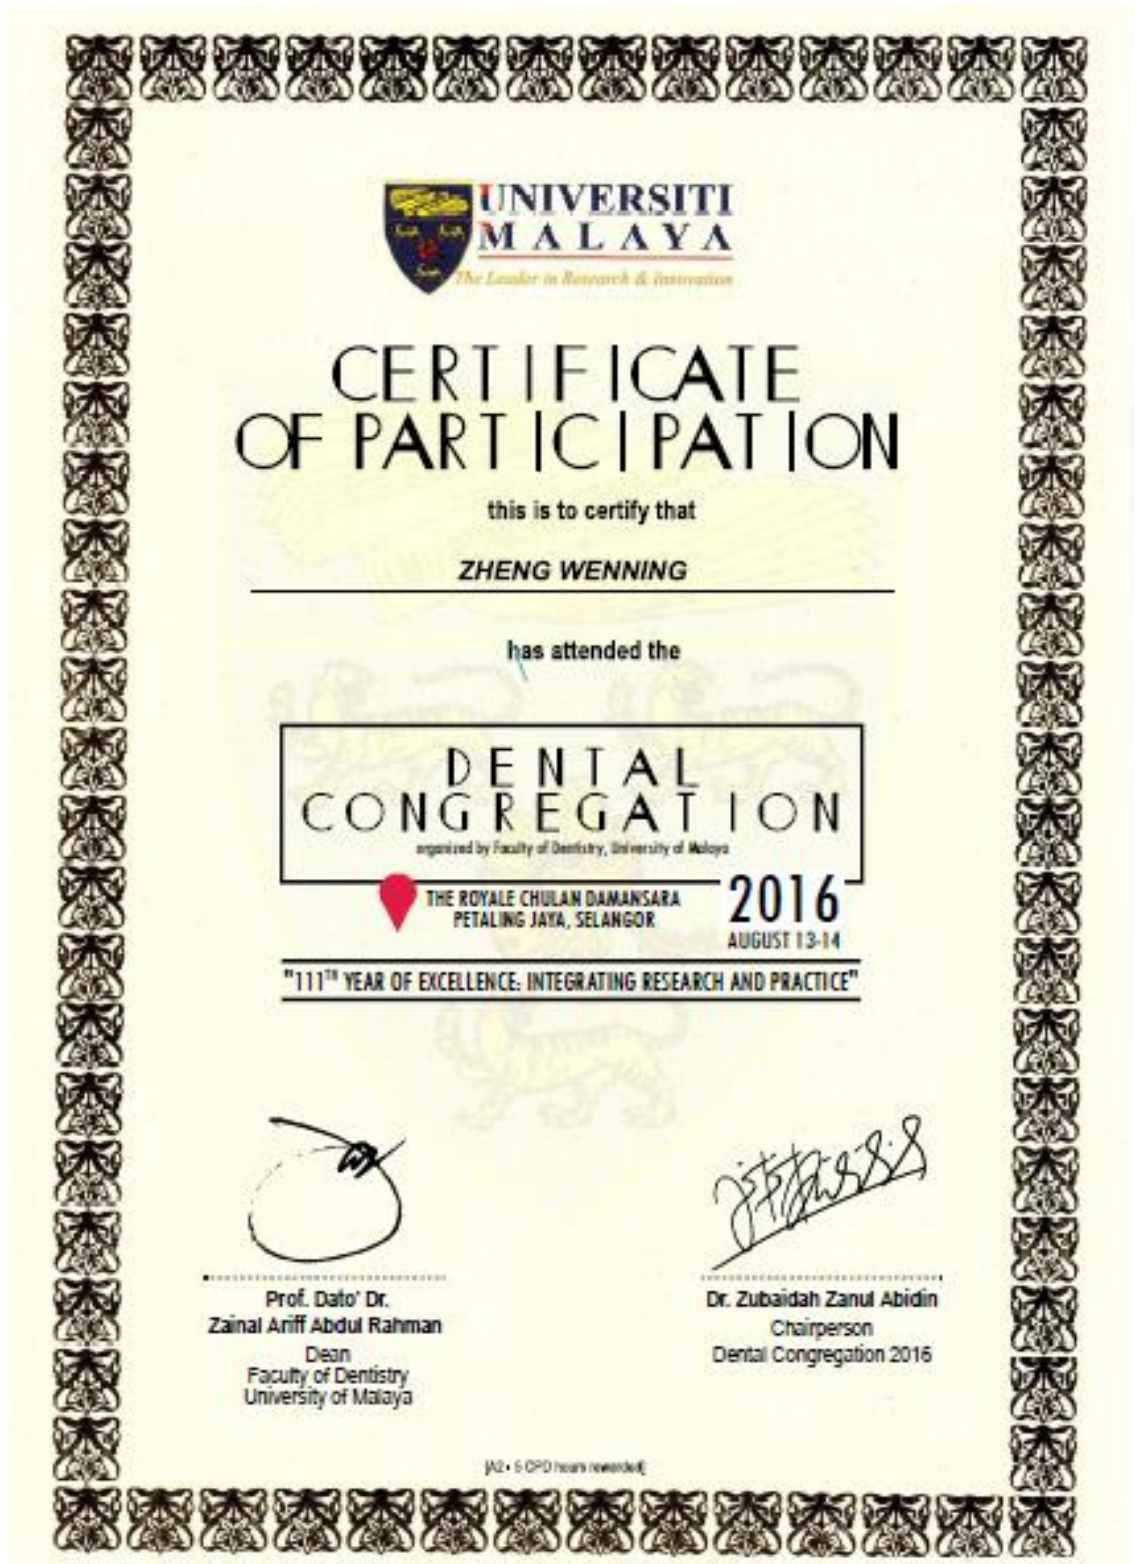 UNIVERSITI
MALAYA
The Leader in Research & Innovation
CERTIFICATE
OF PARTICIPATION
this is to certify that
ZHENG WENNING
has attended the
DENTAL
CONGREGATION
organized by Faculty of Dentistry, University of Malaya
THE ROYALE CHULAN DAMANSARA
PETALING JAYA, SELANGOR
2016
AUGUST 13-14
"111TH YEAR OF EXCELLENCE: INTEGRATING RESEARCH AND PRACTICE"
Prof. Dato' Dr.
Zainal Ariff Abdul Rahman
Dean
Faculty of Dentistry
University of Malaya
Dr. Zubaidah Zanul Abidin
Chairperson
Dental Congregation 2016
[A2 • 5 CPD hours rewarded]